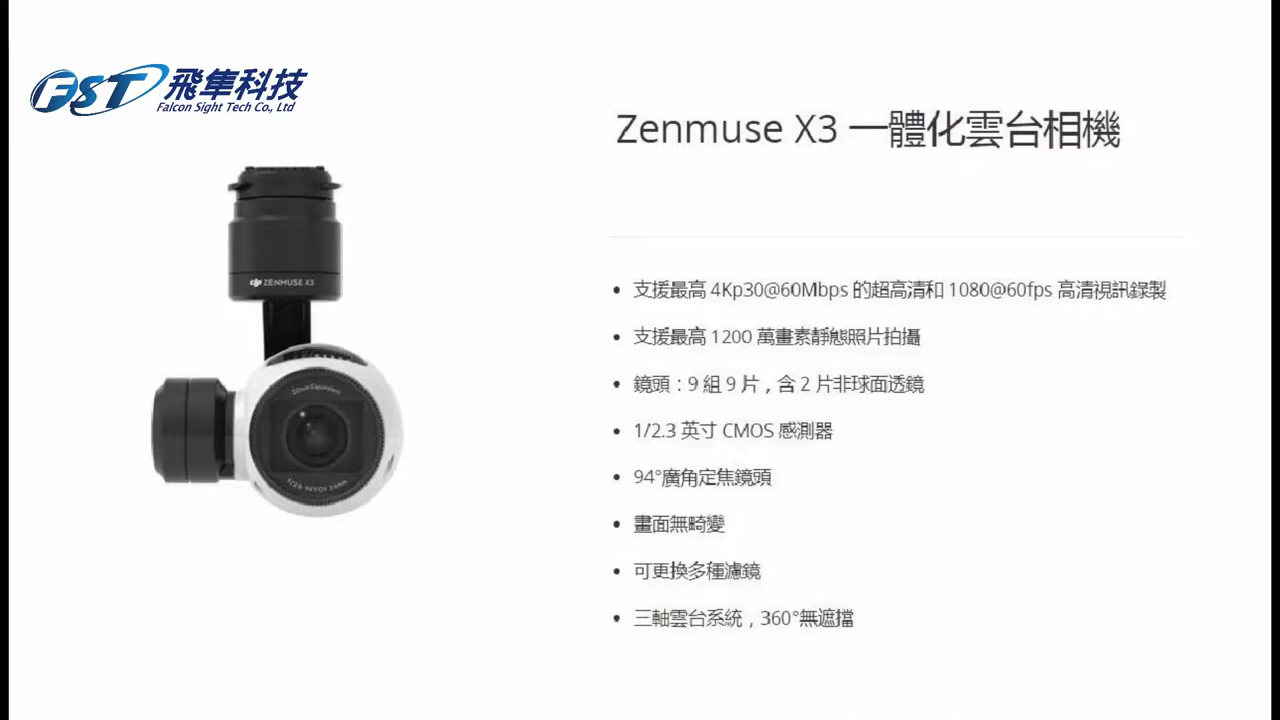 FST 飛隼科技
Falcon Sight Tech Co., Ltd
Zenmuse X3 一體化雲台相機
dji ZENMUSE X3
支援最高 4Kp30@60Mbps 的超高清和 1080@60fps 高清視訊錄製
支援最高 1200 萬畫素靜態照片拍攝
鏡頭：9 組 9 片，含 2 片非球面透鏡
1/2.3 英寸 CMOS 感測器
94°廣角定焦鏡頭
畫面無畸變
可更換多種濾鏡
三軸雲台系統，360°無遮擋